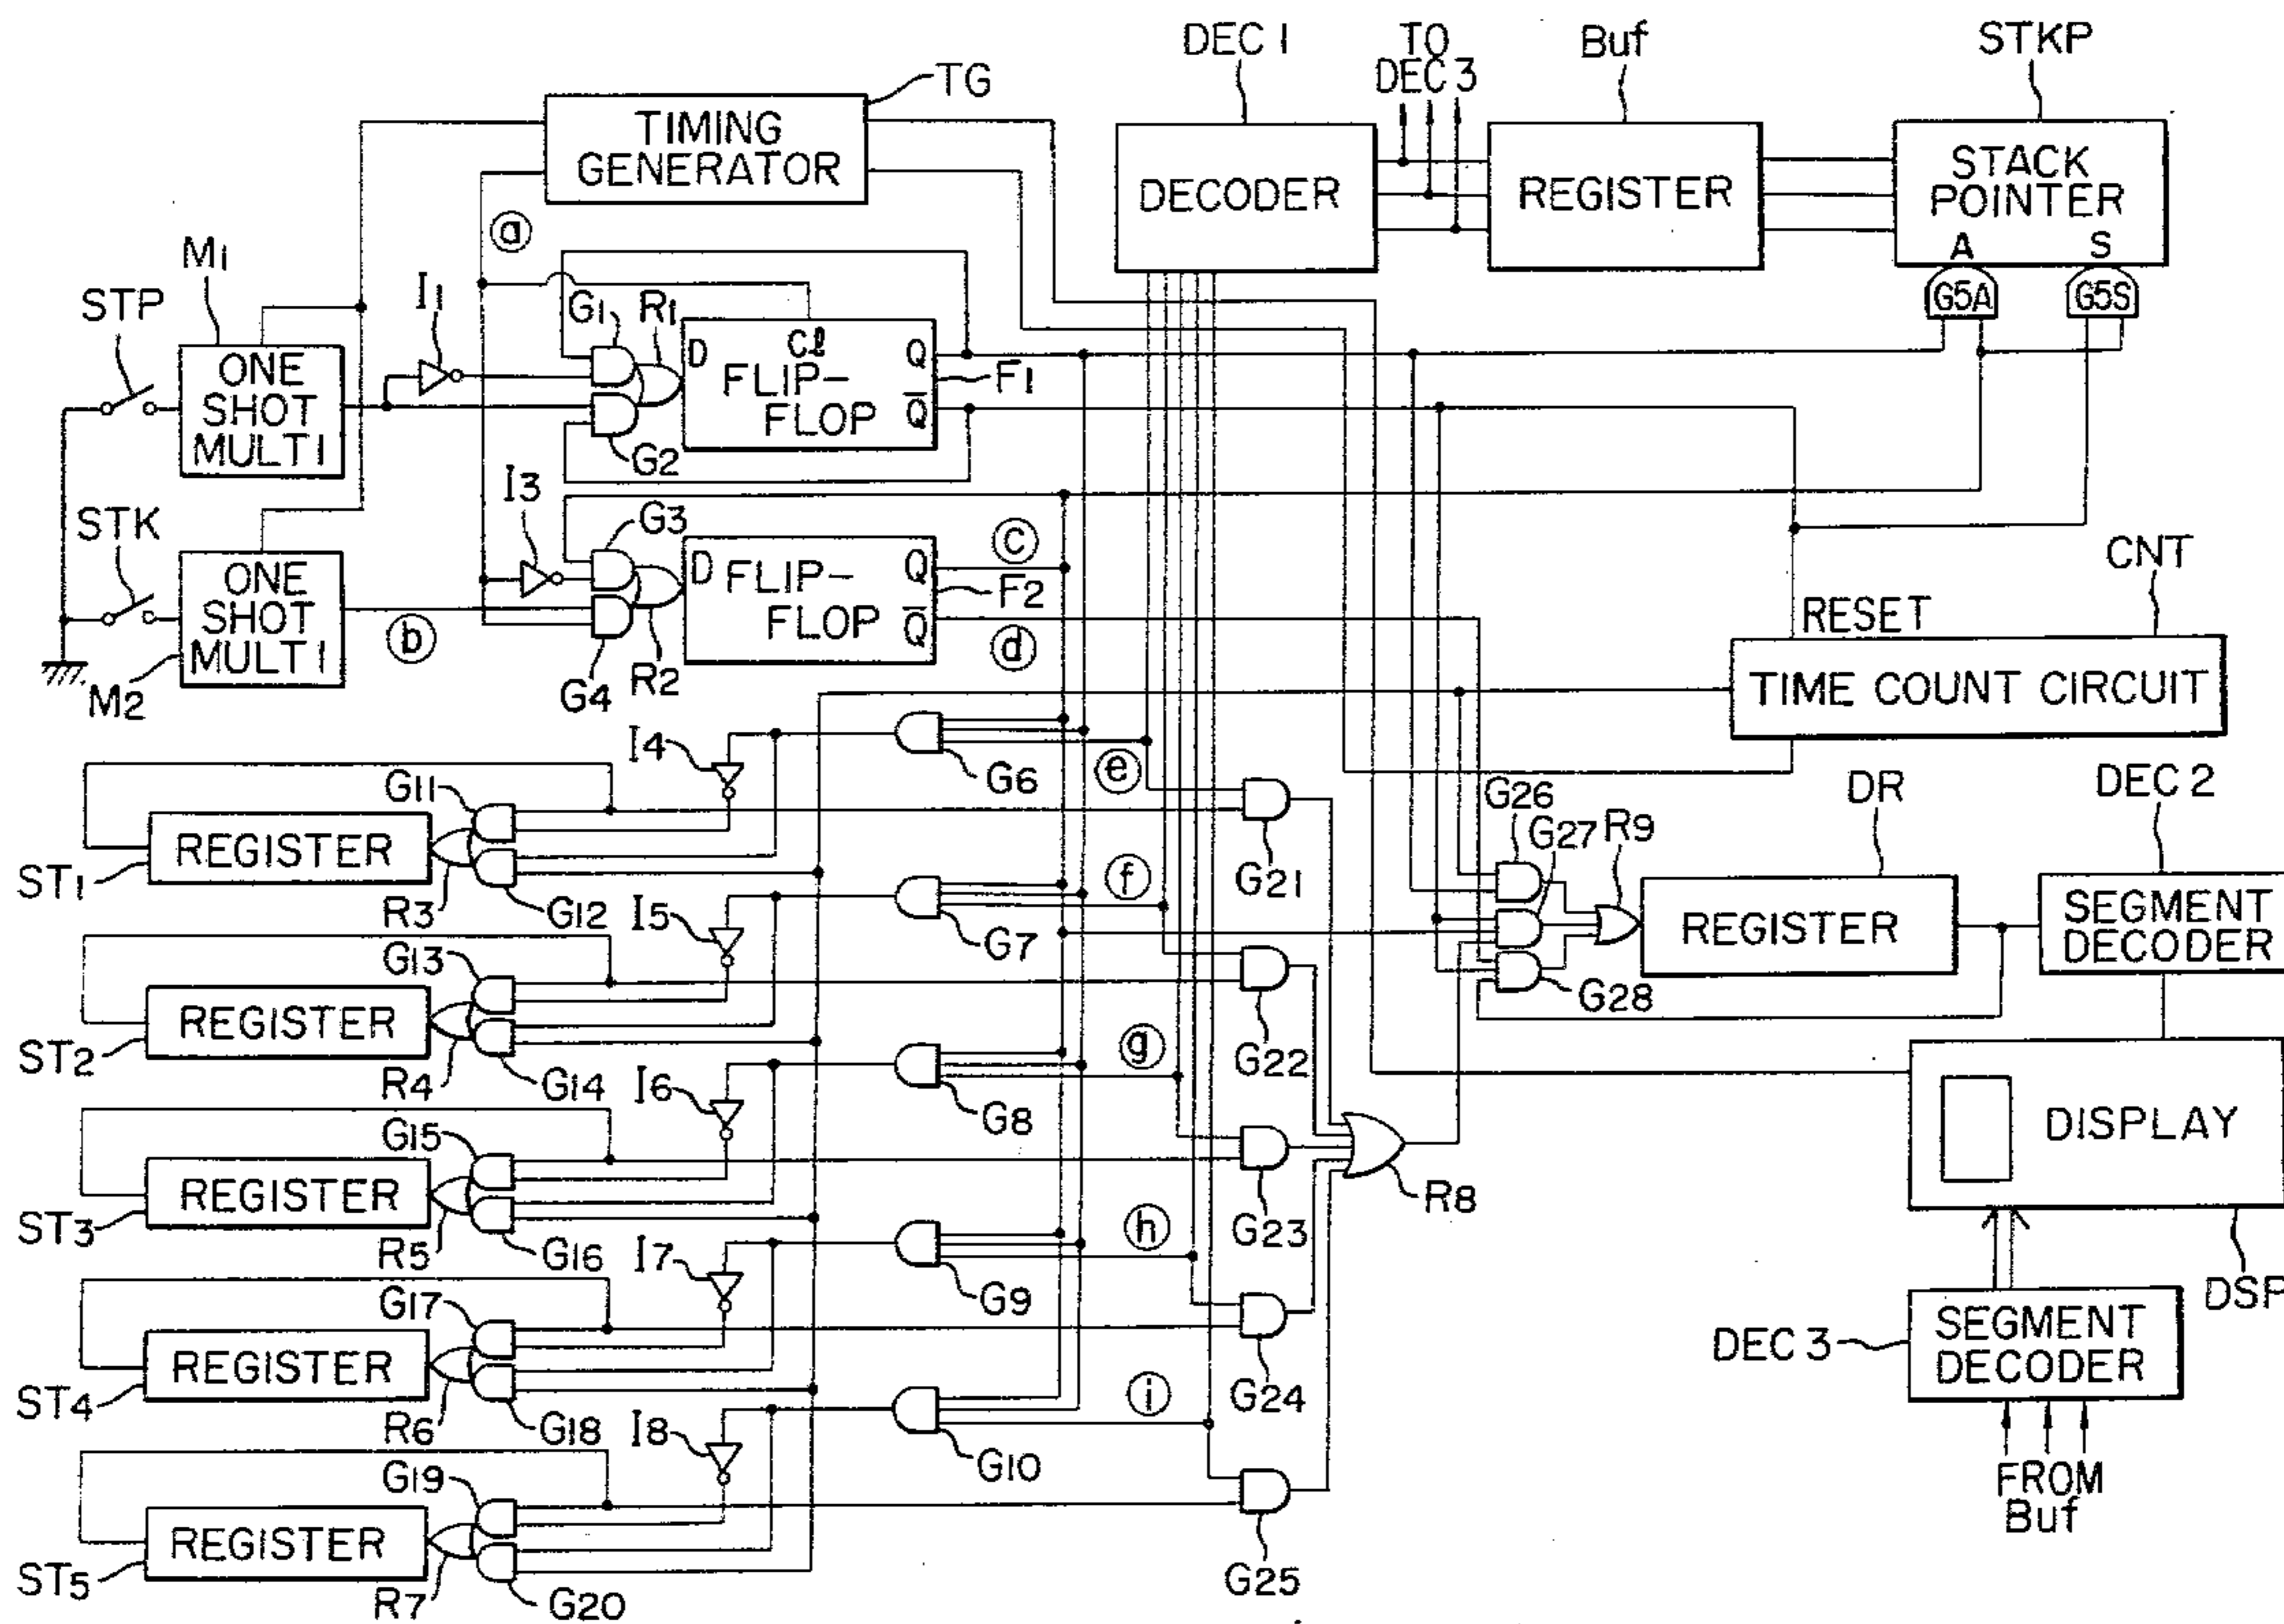 DEC 1
TO
DEC 3
Buf
STKP
TG
TIMING
GENERATOR
DECODER
REGISTER
STACK
POINTER
A
S
ⓐ
M1
STP
I1
G1
R1
G5A
G5S
ONE
SHOT
MULTI
D
Cℓ
Q
FLIP-
FLOP
Q̅
F1
G2
I3
STK
G3
ⓒ
CNT
ONE
SHOT
MULTI
D
FLIP-
FLOP
Q
Q̅
F2
RESET
ⓑ
ⓓ
M2
G4
R2
TIME COUNT CIRCUIT
I4
ⓔ
G6
G11
G26
DR
DEC 2
G27
R9
REGISTER
ST1
R3
G12
I5
ⓕ
G7
G21
REGISTER
SEGMENT
DECODER
G13
G28
REGISTER
ST2
R4
G14
I6
ⓖ
G8
G22
G15
DISPLAY
REGISTER
ST3
R5
G16
I7
ⓗ
G9
G23
R8
G17
DSP
REGISTER
ST4
R6
G18
I8
ⓘ
G10
G24
DEC 3
SEGMENT
DECODER
G19
FROM
Buf
REGISTER
ST5
R7
G20
G25